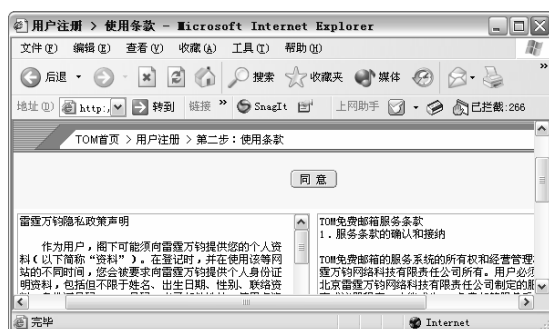 用户注册 > 使用条款 - Microsoft Internet Explorer
文件(F) 编辑(E) 查看(V) 收藏(A) 工具(T) 帮助(H)
后退 搜索 收藏夹 媒体
地址(D) http:, 转到 链接 » SnagIt 上网助手 已拦截:266
TOM首页 > 用户注册 > 第二步:使用条款
同意
雷霆万钧隐私政策声明
作为用户,阁下可能须向雷霆万钧提供您的个人资
料(以下简称“资料”)。在登记时,并在使用该等网
站的不同时间,您会被要求向雷霆万钧提供个人身份证
明资料,包括但不限于姓名、出生日期、性别、联络资
TOM免费邮箱服务条款
1.服务条款的确认和接纳
TOM免费邮箱的服务系统的所有权和经营管理
霆万钧网络科技有限责任公司所有。用户必须
北京雷霆万钧网络科技有限责任公司制定的服
完毕 Internet